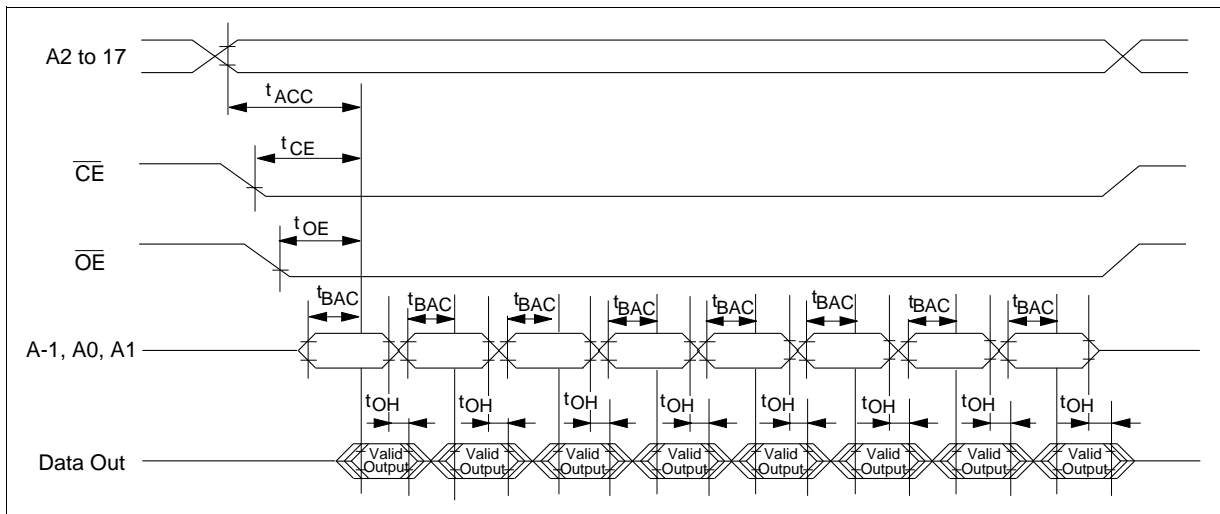 A2 to 17
tACC
tCE
CE
tOE
OE
tBAC tBAC tBAC tBAC tBAC tBAC tBAC tBAC
A-1, A0, A1
tOH tOH tOH tOH tOH tOH tOH tOH
Data Out
Valid Output Valid Output Valid Output Valid Output Valid Output Valid Output Valid Output Valid Output